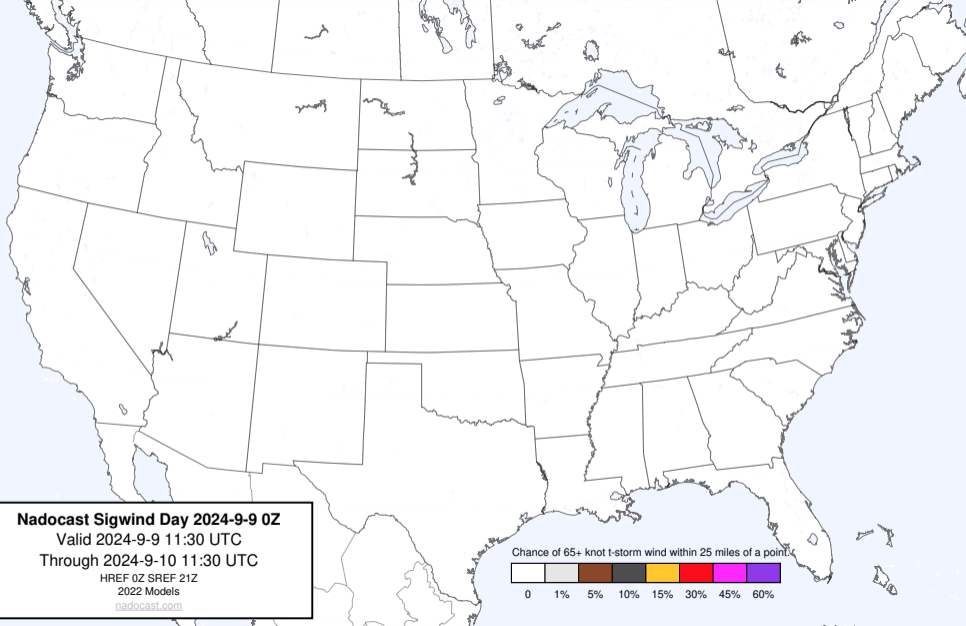 Nadocast Sigwind Day 2024-9-9 0Z
Valid 2024-9-9 11:30 UTC
Through 2024-9-10 11:30 UTC
HREF 0Z SREF 21Z
2022 Models
nadocast.com
Chance of 65+ knot t-storm wind within 25 miles of a point.
0 1% 5% 10% 15% 30% 45% 60%